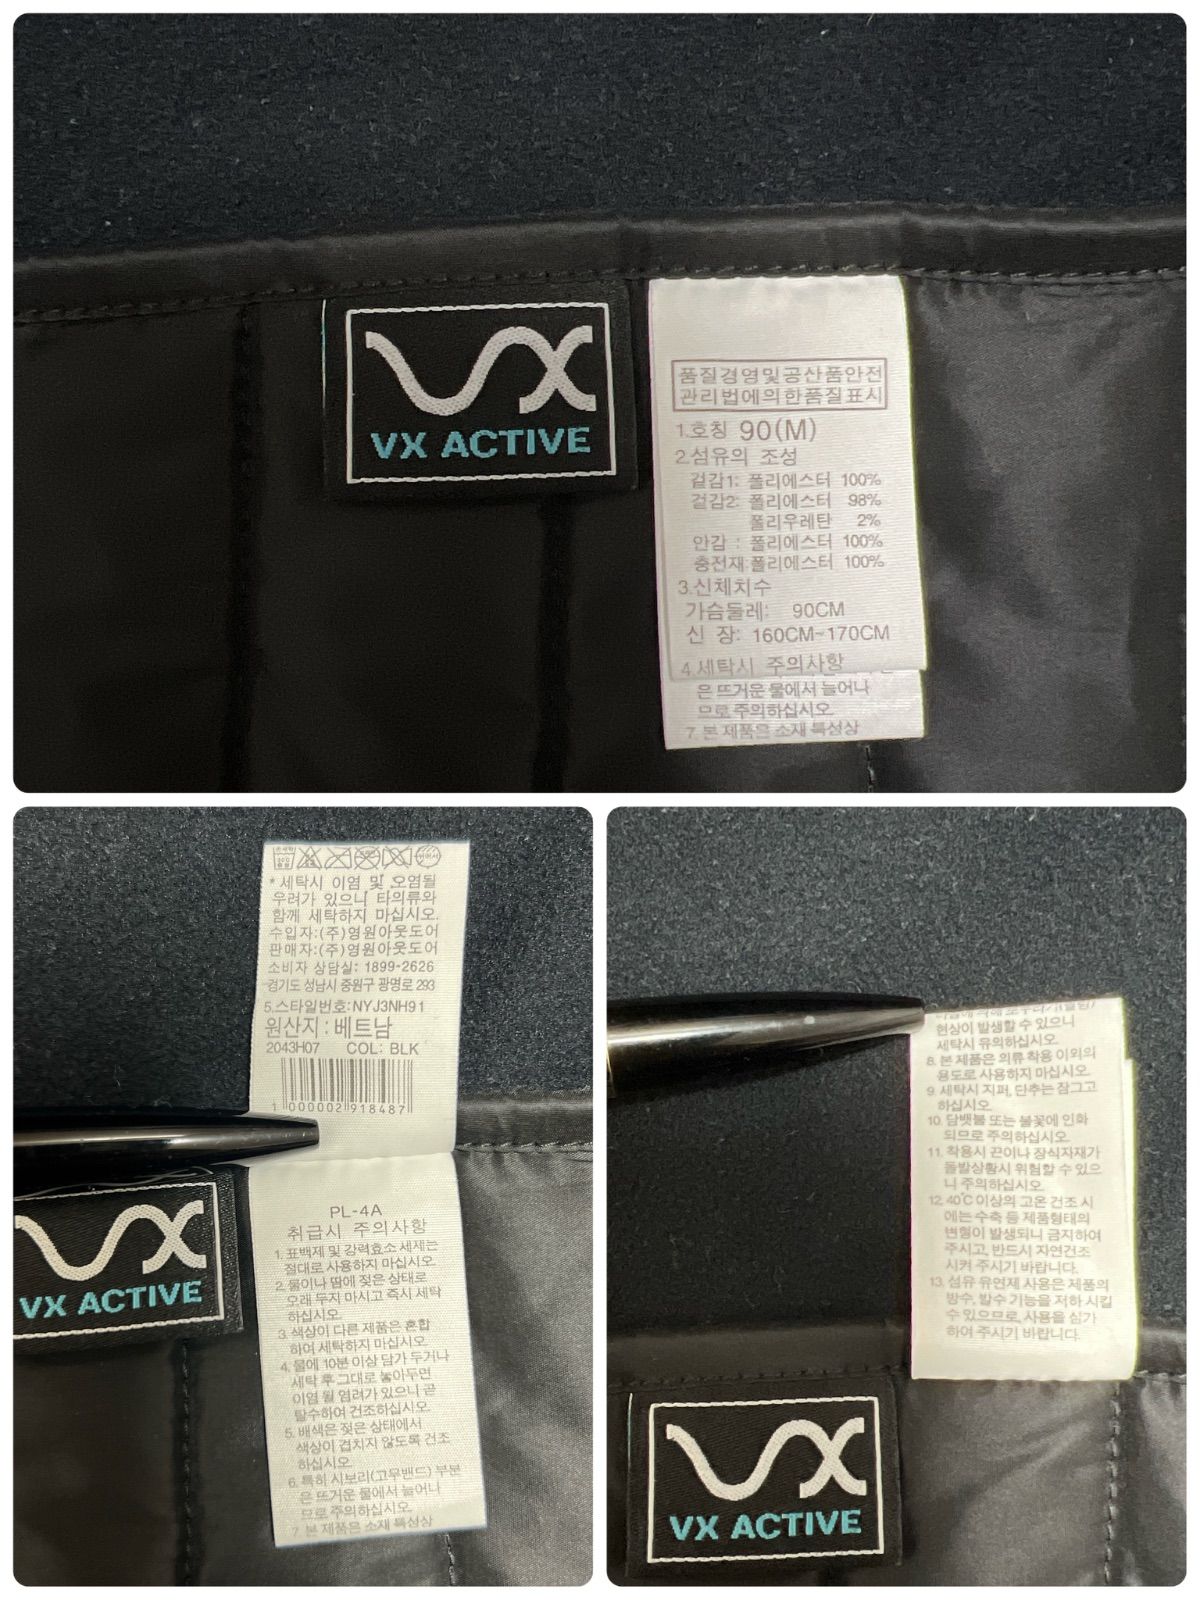 VX ACTIVE
품질경영및공산품안전
관리법에의한품질표시
1.호칭 90(M)
2.섬유의 조성
겉감1: 폴리에스터 100%
겉감2: 폴리에스터 98%
폴리우레탄 2%
안감 : 폴리에스터 100%
충전재:폴리에스터 100%
3.신체치수
가슴둘레: 90CM
신 장: 160CM~170CM
4.세탁시 주의사항
은 뜨거운 물에서 늘어나
므로 주의하십시오.
7. 본 제품은 소재 특성상
* 세탁시 이염 및 오염될
우려가 있으니 타의류와
함께 세탁하지 마십시오.
수입자:(주)영원아웃도어
판매자:(주)영원아웃도어
소비자 상담실: 1899-2626
경기도 성남시 중원구 광명로 293
5.스타일번호: NYJ3NH91
원산지 : 베트남
2043H07 COL: BLK
1 000002 918487
VX ACTIVE
PL-4A
취급시 주의사항
1. 표백제 및 강력효소 세제는
절대로 사용하지 마십시오.
2. 물이나 땀에 젖은 상태로
오래 두지 마시고 즉시 세탁
하십시오.
3. 색상이 다른 제품은 혼합
하여 세탁하지 마십시오.
4. 물에 10분 이상 담가 두거나
세탁 후 그대로 놓아두면
이염 될 염려가 있으니 곧
탈수하여 건조하십시오.
5. 배색은 젖은 상태에서
색상이 겹치지 않도록 건조
하십시오.
6. 특히 시보리(고무밴드) 부분
은 뜨거운 물에서 늘어나
므로 주의하십시오.
7. 본 제품은 소재 특성상
현상이 발생할 수 있으니
세탁시 유의하십시오.
8. 본 제품은 의류 착용 이외의
용도로 사용하지 마십시오.
9. 세탁시 지퍼, 단추는 잠그고
하십시오.
10. 담뱃불 또는 불꽃에 인화
되므로 주의하십시오.
11. 착용시 끈이나 장식자재가
돌발상황시 위험할 수 있으
니 주의하십시오.
12. 40℃ 이상의 고온 건조 시
에는 수축 등 제품형태의
변형이 발생되니 금지하여
주시고, 반드시 자연건조
시켜 주시기 바랍니다.
13. 섬유 유연제 사용은 제품의
방수, 발수 기능을 저하 시킬
수 있으므로, 사용을 삼가
하여 주시기 바랍니다.
VX ACTIVE